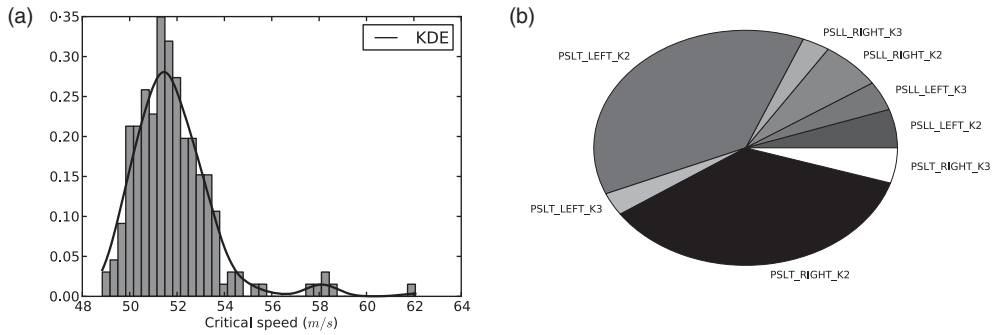 (a)
0.35
0.30
0.25
0.20
0.15
0.10
0.05
0.00
48 50 52 54 56 58 60 62 64
Critical speed (m/s)
KDE
(b)
PSLL_RIGHT_K3
PSLT_LEFT_K2
PSLL_RIGHT_K2
PSLL_LEFT_K3
PSLL_LEFT_K2
PSLT_RIGHT_K3
PSLT_LEFT_K3
PSLT_RIGHT_K2